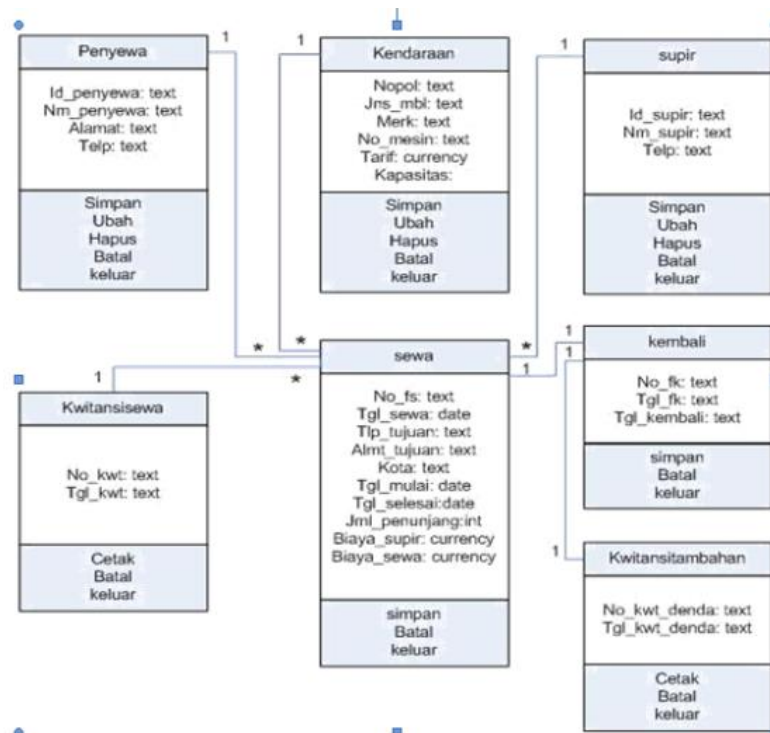 Penyewa
Id_penyewa: text
Nm_penyewa: text
Alamat: text
Telp: text
Simpan
Ubah
Hapus
Batal
keluar
1
Kendaraan
Nopol: text
Jns_mbl: text
Merk: text
No_mesin: text
Tarif: currency
Kapasitas:
Simpan
Ubah
Hapus
Batal
keluar
1
supir
Id_supir: text
Nm_supir: text
Telp: text
Simpan
Ubah
Hapus
Batal
keluar
1
*
*
*
*
1
Kwitansisewa
No_kwt: text
Tgl_kwt: text
Cetak
Batal
keluar
sewa
No_fs: text
Tgl_sewa: date
Tlp_tujuan: text
Almt_tujuan: text
Kota: text
Tgl_mulai: date
Tgl_selesai:date
Jml_penunjang:int
Biaya_supir: currency
Biaya_sewa: currency
simpan
Batal
keluar
1
1
1
kembali
No_fk: text
Tgl_fk: text
Tgl_kembali: text
simpan
Batal
keluar
1
Kwitansitambahan
No_kwt_denda: text
Tgl_kwt_denda: text
Cetak
Batal
keluar